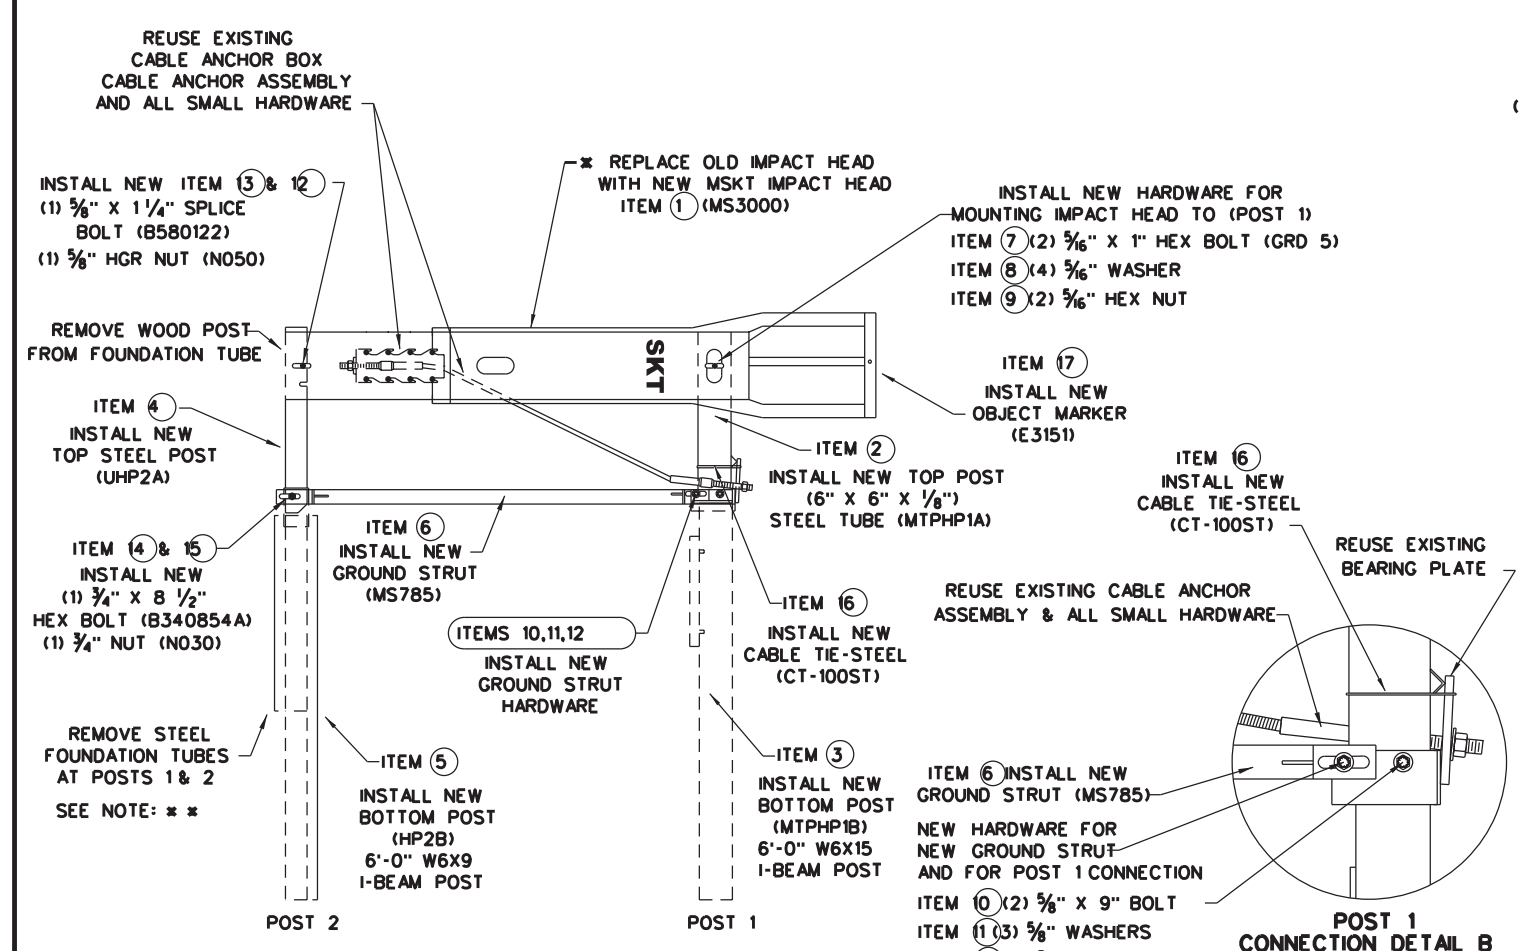 REUSE EXISTING
CABLE ANCHOR BOX
CABLE ANCHOR ASSEMBLY
AND ALL SMALL HARDWARE
INSTALL NEW ITEM 13 & 12
(1) 5/8" X 1 1/4" SPLICE
BOLT (B580122)
(1) 5/8" HGR NUT (N050)
* REPLACE OLD IMPACT HEAD
WITH NEW MSKT IMPACT HEAD
ITEM 1 (MS3000)
INSTALL NEW HARDWARE FOR
MOUNTING IMPACT HEAD TO (POST 1)
ITEM 7 (2) 5/16" X 1" HEX BOLT (GRD 5)
ITEM 8 (4) 5/16" WASHER
ITEM 9 (2) 5/16" HEX NUT
REMOVE WOOD POST
FROM FOUNDATION TUBE
SKT
ITEM 17
INSTALL NEW
OBJECT MARKER
(E3151)
ITEM 4
INSTALL NEW
TOP STEEL POST
(UHP2A)
ITEM 2
INSTALL NEW TOP POST
(6" X 6" X 1/8")
STEEL TUBE (MTPHP1A)
ITEM 16
INSTALL NEW
CABLE TIE-STEEL
(CT-100ST)
ITEM 6
INSTALL NEW
GROUND STRUT
(MS785)
ITEM 14 & 15
INSTALL NEW
(1) 3/4" X 8 1/2"
HEX BOLT (B340854A)
(1) 3/4" NUT (N030)
REUSE EXISTING
BEARING PLATE
REUSE EXISTING CABLE ANCHOR
ASSEMBLY & ALL SMALL HARDWARE
ITEM 16
INSTALL NEW
CABLE TIE-STEEL
(CT-100ST)
ITEMS 10,11,12
INSTALL NEW
GROUND STRUT
HARDWARE
REMOVE STEEL
FOUNDATION TUBES
AT POSTS 1 & 2
SEE NOTE: * *
ITEM 5
INSTALL NEW
BOTTOM POST
(HP2B)
6'-0" W6X9
I-BEAM POST
ITEM 3
INSTALL NEW
BOTTOM POST
(MTPHP1B)
6'-0" W6X15
I-BEAM POST
ITEM 6 INSTALL NEW
GROUND STRUT (MS785)
NEW HARDWARE FOR
NEW GROUND STRUT
AND FOR POST 1 CONNECTION
ITEM 10 (2) 5/8" X 9" BOLT
ITEM 11 (3) 5/8" WASHERS
POST 2
POST 1
POST 1
CONNECTION DETAIL B